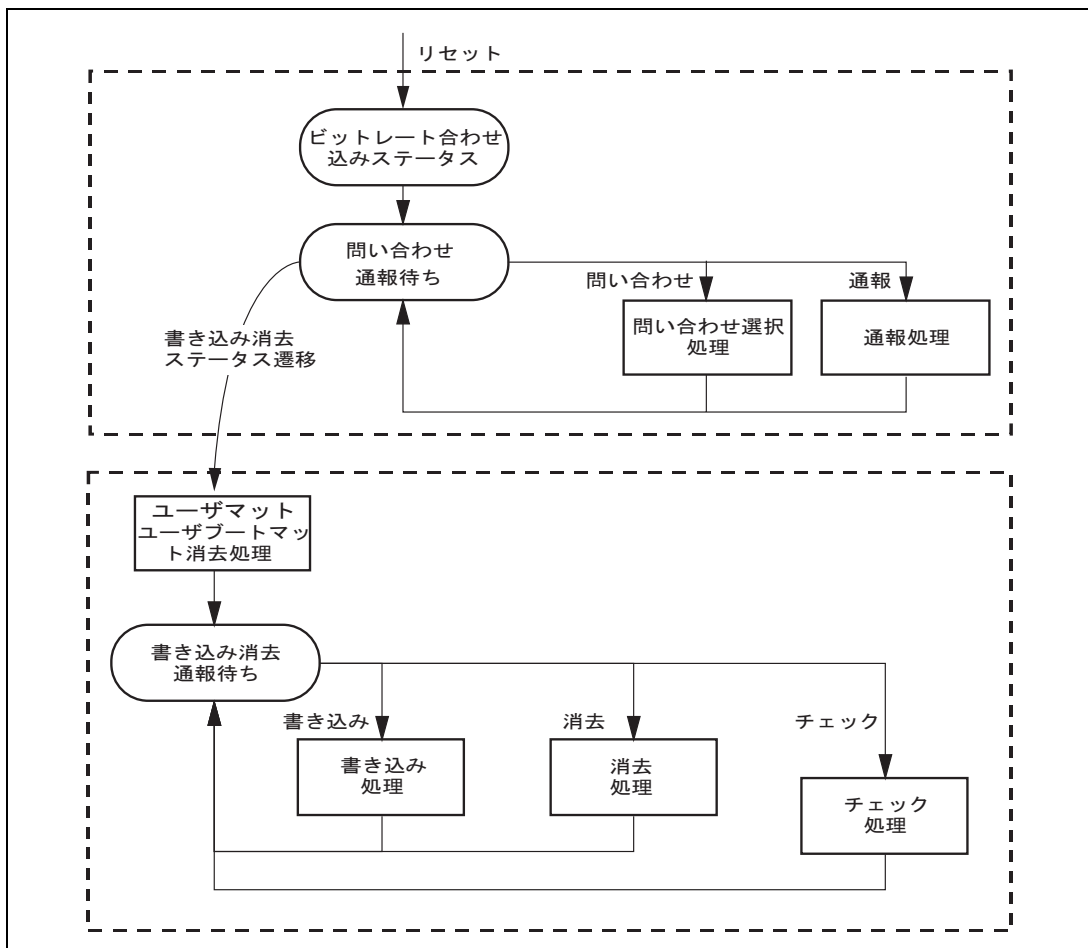 リセット
ビットレート合わせ
込みステータス
問い合わせ
通報待ち
問い合わせ
通報
問い合わせ選択
処理
通報処理
書き込み消去
ステータス遷移
ユーザマット
ユーザブートマッ
ト消去処理
書き込み消去
通報待ち
書き込み
消去
チェック
書き込み
処理
消去
処理
チェック
処理